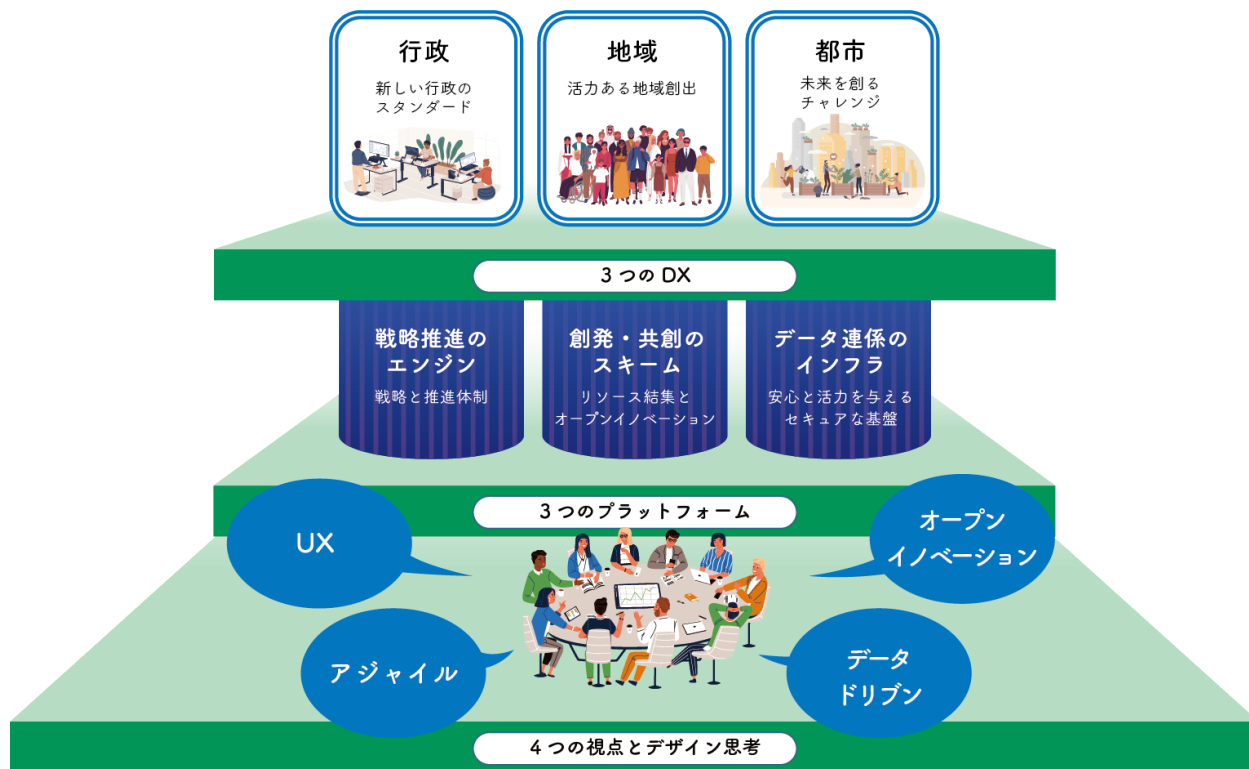 行政
新しい行政の
スタンダード
地域
活力ある地域創出
都市
未来を創る
チャレンジ
3つのDX
戦略推進の
エンジン
戦略と推進体制
創発・共創の
スキーム
リソース結集と
オープンイノベーション
データ連係の
インフラ
安心と活力を与える
セキュアな基盤
3つのプラットフォーム
UX
オープン
イノベーション
アジャイル
データ
ドリブン
4つの視点とデザイン思考